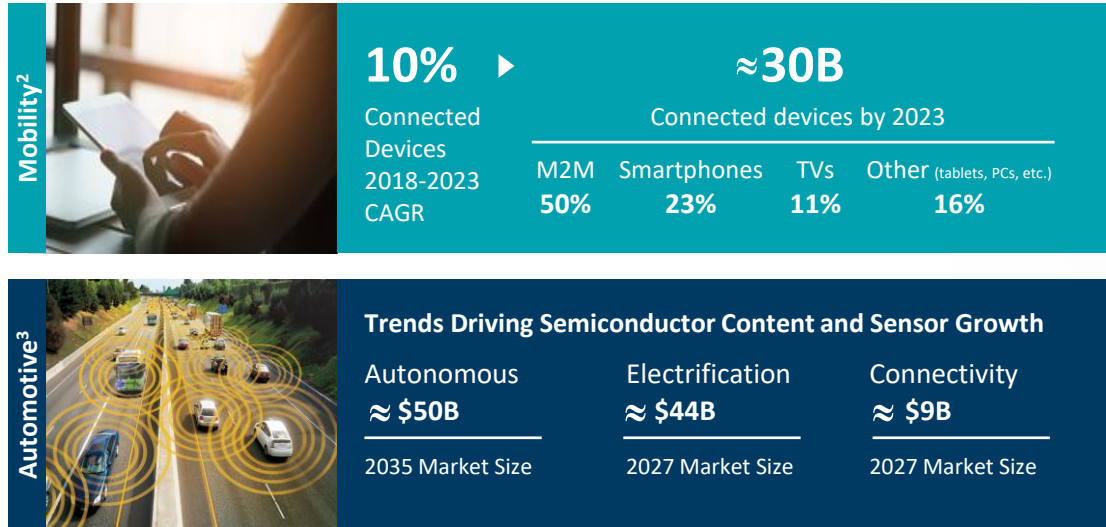 Mobility²
10% ▶ ≈30B
Connected
Devices
2018-2023
CAGR
Connected devices by 2023
M2M Smartphones TVs Other (tablets, PCs, etc.)
50% 23% 11% 16%
Automotive³
Trends Driving Semiconductor Content and Sensor Growth
Autonomous Electrification Connectivity
≈ $50B ≈ $44B ≈ $9B
2035 Market Size 2027 Market Size 2027 Market Size